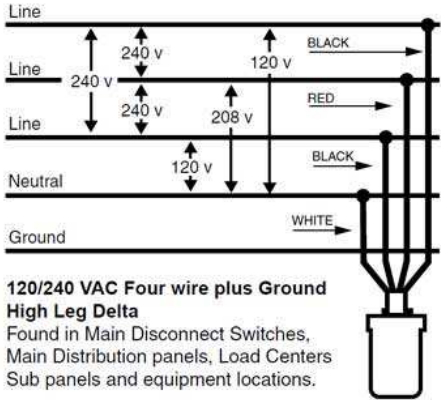 Line
240 v
120 v
BLACK
Line
240 v
RED
240 v
208 v
Line
BLACK
120 v
Neutral
WHITE
Ground
120/240 VAC Four wire plus Ground
High Leg Delta
Found in Main Disconnect Switches,
Main Distribution panels, Load Centers
Sub panels and equipment locations.